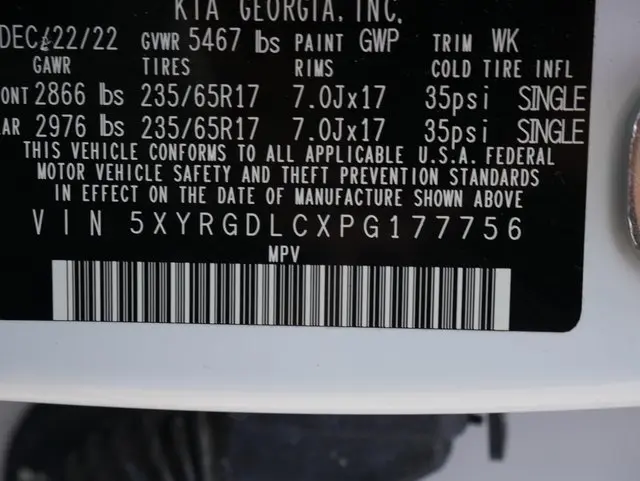 KIA GEORGIA, INC.
DEC/22/22 GVWR 5467 lbs PAINT GWP TRIM WK
GAWR TIRES RIMS COLD TIRE INFL
ONT 2866 lbs 235/65R17 7.0Jx17 35psi SINGLE
AR 2976 lbs 235/65R17 7.0Jx17 35psi SINGLE
THIS VEHICLE CONFORMS TO ALL APPLICABLE U.S.A. FEDERAL
MOTOR VEHICLE SAFETY AND THEFT PREVENTION STANDARDS
IN EFFECT ON THE DATE OF MANUFACTURE SHOWN ABOVE
VIN 5XYRGDLCXPG177756
MPV